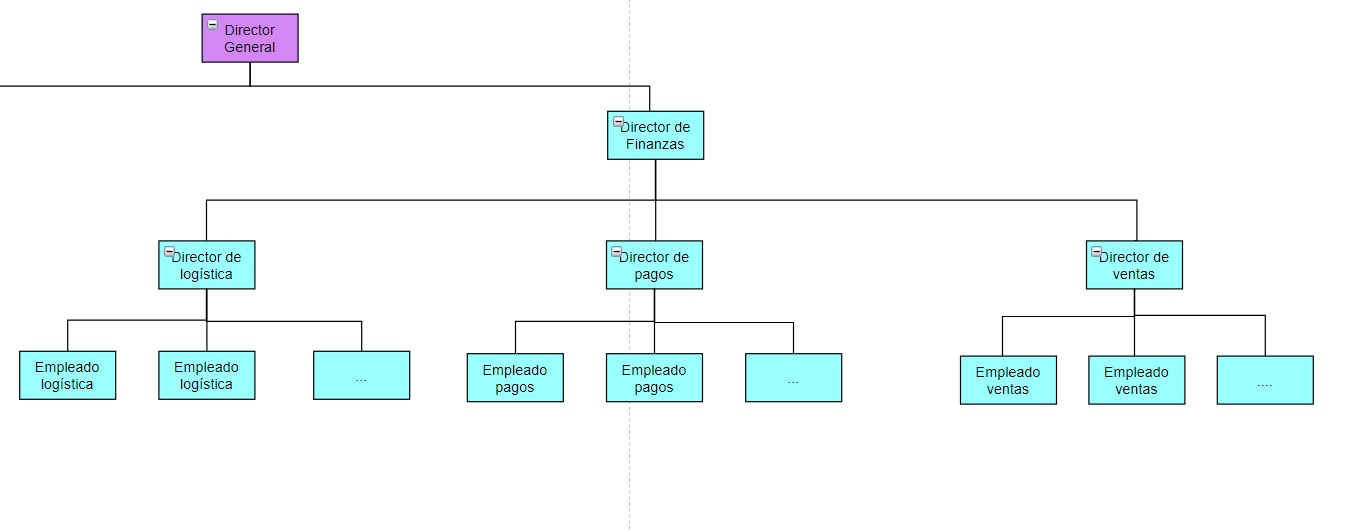 Director
General
Director de
Finanzas
Director de
logística
Director de
pagos
Director de
ventas
Empleado
logística
Empleado
logística
...
Empleado
pagos
Empleado
pagos
...
Empleado
ventas
Empleado
ventas
....